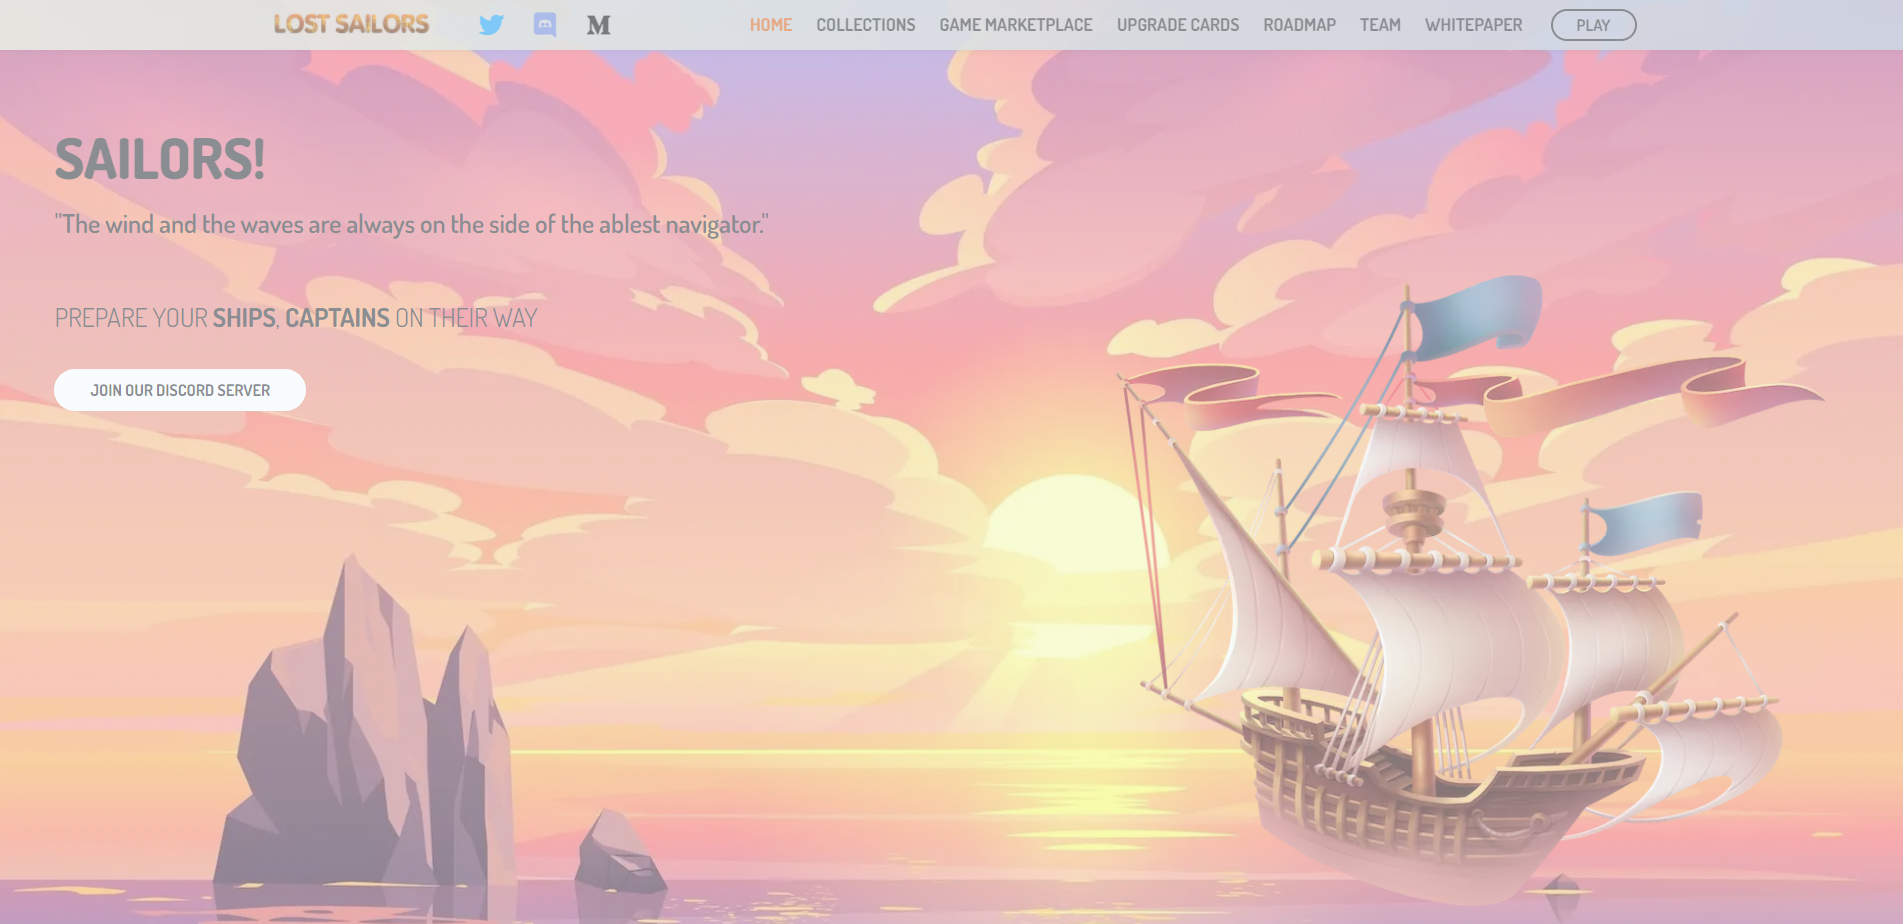 LOST SAILORS
HOME COLLECTIONS GAME MARKETPLACE UPGRADE CARDS ROADMAP TEAM WHITEPAPER PLAY
SAILORS!
"The wind and the waves are always on the side of the ablest navigator."
PREPARE YOUR SHIPS, CAPTAINS ON THEIR WAY
JOIN OUR DISCORD SERVER